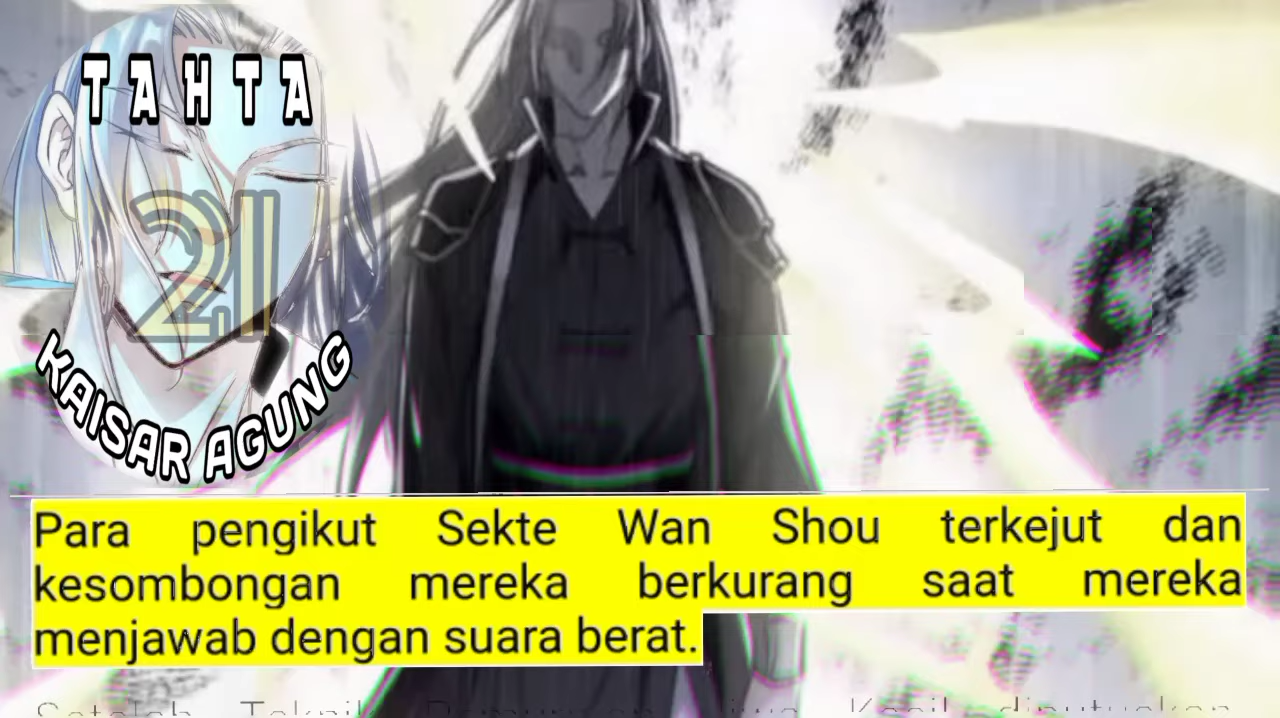 TAHTA
21
KAISAR AGUNG
Para pengikut Sekte Wan Shou terkejut dan
kesombongan mereka berkurang saat mereka
menjawab dengan suara berat.